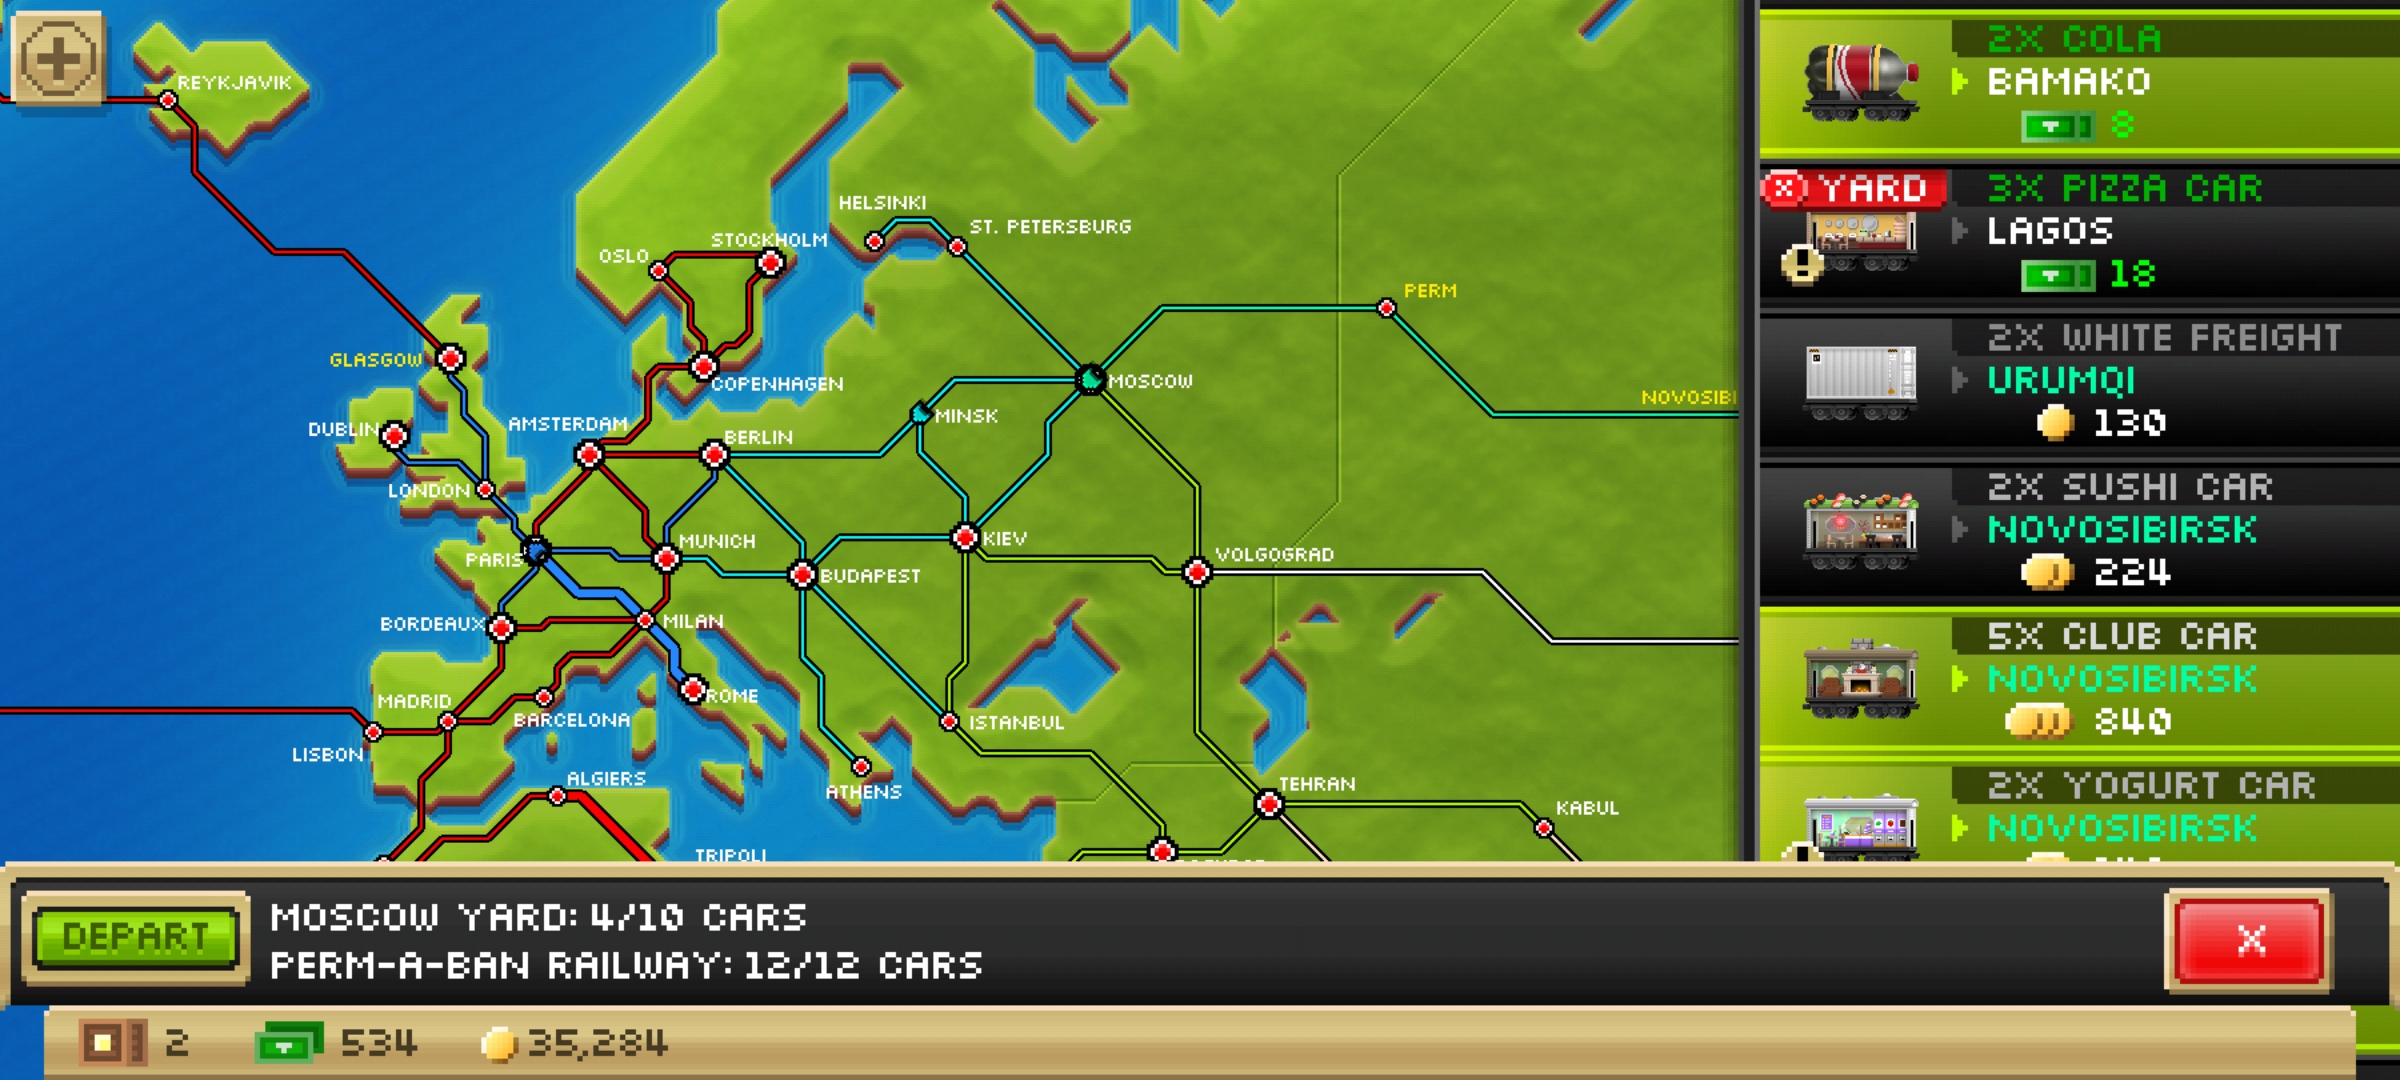 REYKJAVIK
HELSINKI
ST. PETERSBURG
STOCKHOLM
OSLO
PERM
GLASGOW
COPENHAGEN
MOSCOW
NOVOSIBI
MINSK
DUBLIN
AMSTERDAM
BERLIN
LONDON
PARIS
MUNICH
KIEV
VOLGOGRAD
BUDAPEST
BORDEAUX
MILAN
MADRID
ROME
BARCELONA
ISTANBUL
LISBON
ALGIERS
ATHENS
TEHRAN
KABUL
TRIPOLI
2X COLA
BAMAKO
8
YARD
3X PIZZA CAR
LAGOS
18
2X WHITE FREIGHT
URUMQI
130
2X SUSHI CAR
NOVOSIBIRSK
224
5X CLUB CAR
NOVOSIBIRSK
840
2X YOGURT CAR
NOVOSIBIRSK
DEPART
MOSCOW YARD: 4/10 CARS
PERM-A-BAN RAILWAY: 12/12 CARS
X
2
534
35,284